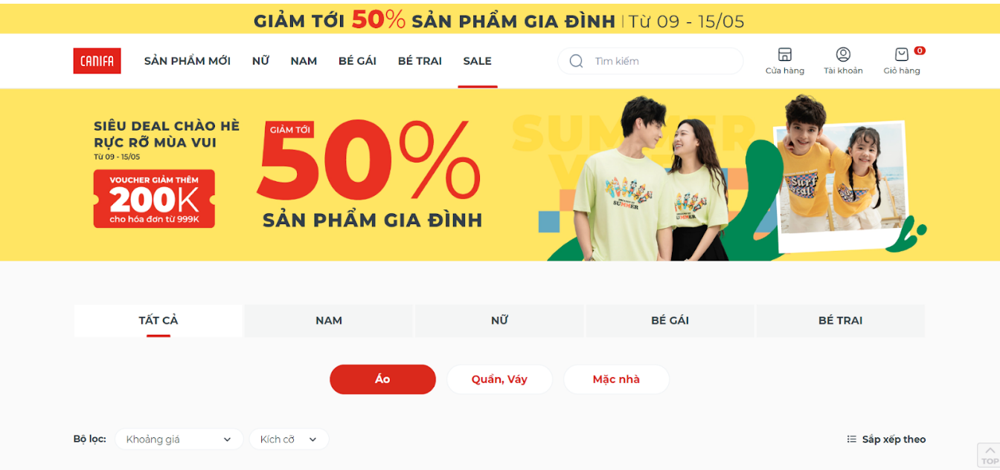 GIẢM TỚI 50% SẢN PHẨM GIA ĐÌNH | Từ 09 - 15/05
CANIFA
SẢN PHẨM MỚI NỮ NAM BÉ GÁI BÉ TRAI SALE
Tìm kiếm
Cửa hàng
Tài khoản
0
Giỏ hàng
SIÊU DEAL CHÀO HÈ
RỰC RỠ MÙA VUI
Từ 09 - 15/05
VOUCHER GIẢM THÊM
200K
cho hóa đơn từ 999K
GIẢM TỚI
50%
SẢN PHẨM GIA ĐÌNH
SUMMER
SUMMER
TẤT CẢ NAM NỮ BÉ GÁI BÉ TRAI
Áo Quần, Váy Mặc nhà
Bộ lọc: Khoảng giá Kích cỡ Sắp xếp theo
TOP